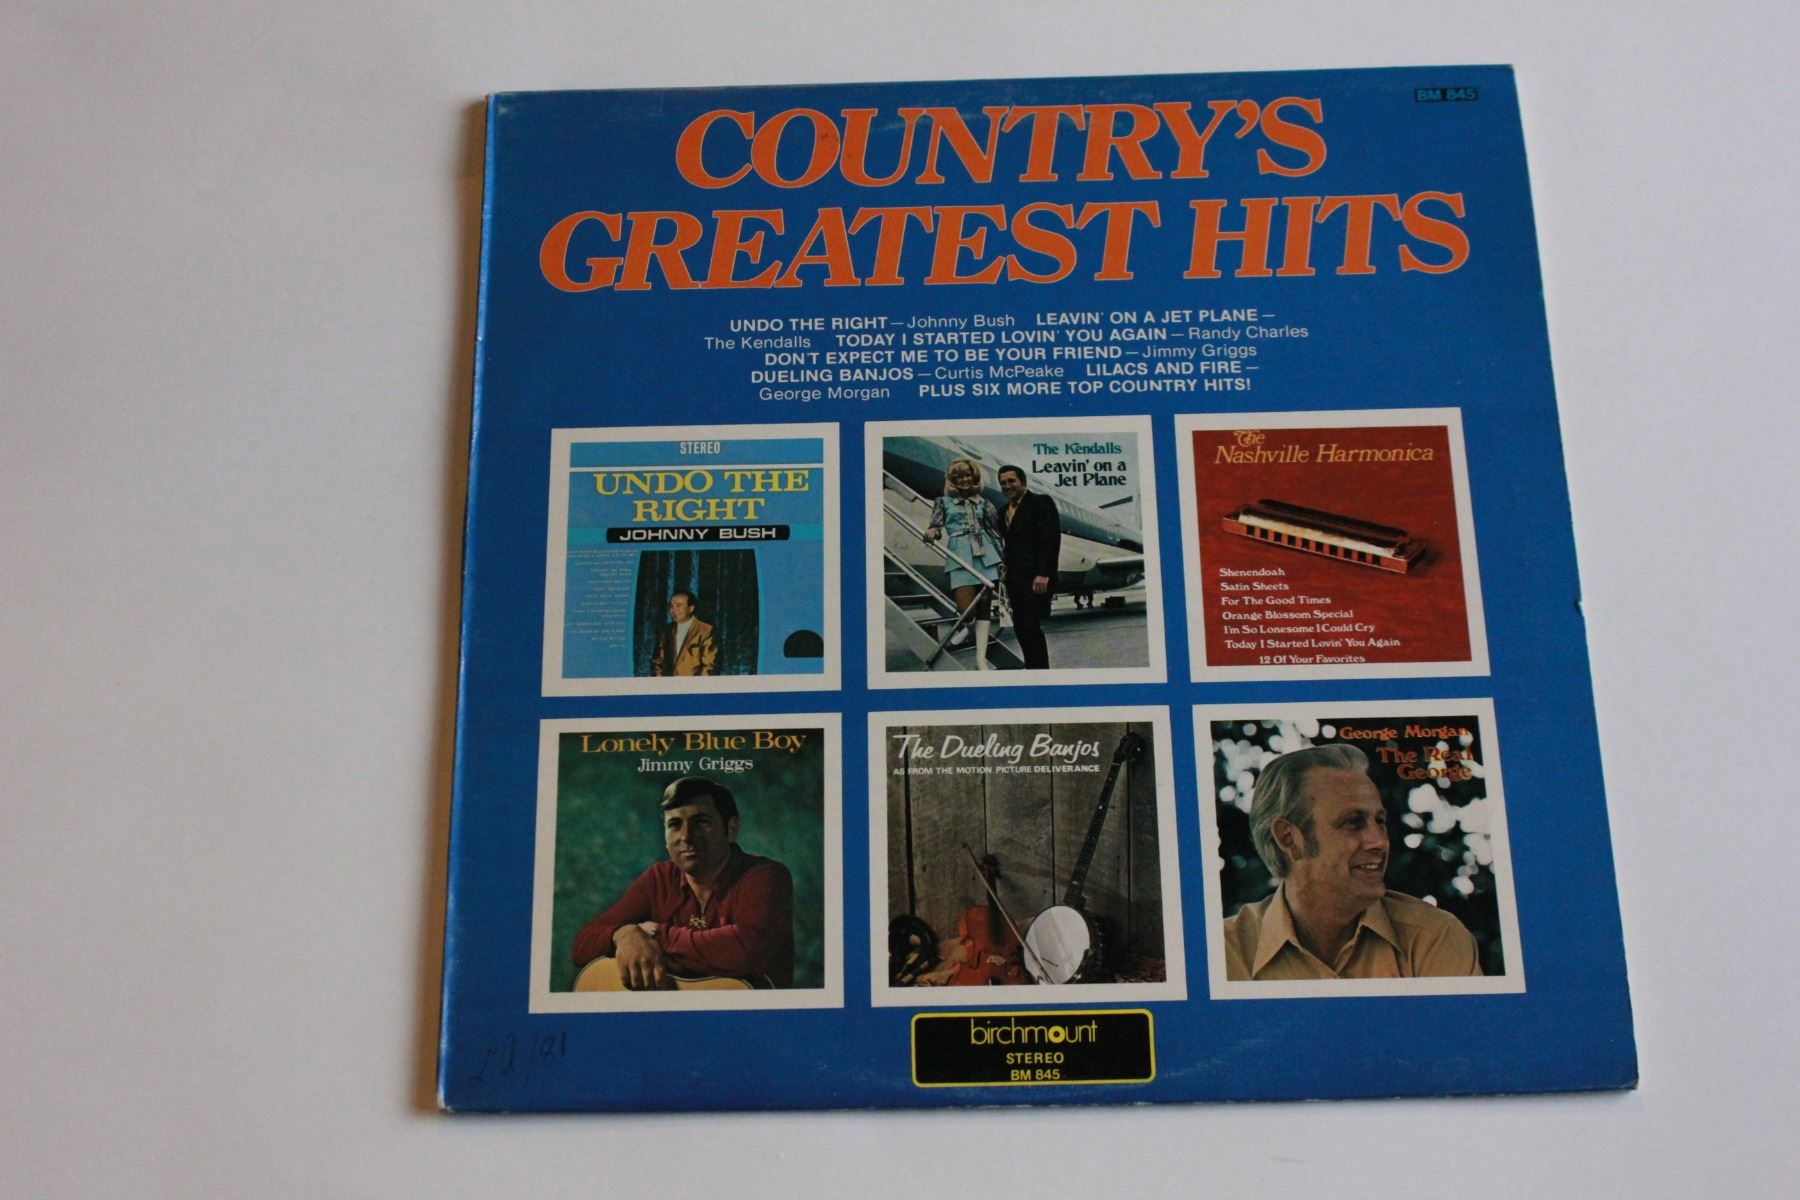 BM 845
COUNTRY'S
GREATEST HITS
UNDO THE RIGHT — Johnny Bush LEAVIN' ON A JET PLANE —
The Kendalls TODAY I STARTED LOVIN' YOU AGAIN — Randy Charles
DON'T EXPECT ME TO BE YOUR FRIEND — Jimmy Griggs
DUELING BANJOS — Curtis McPeake LILACS AND FIRE —
George Morgan PLUS SIX MORE TOP COUNTRY HITS!
STEREO
UNDO THE
RIGHT
JOHNNY BUSH
The Kendalls
Leavin' on a
Jet Plane
The
Nashville Harmonica
Shenendoah
Satin Sheets
For The Good Times
Orange Blossom Special
I'm So Lonesome I Could Cry
Today I Started Lovin' You Again
12 Of Your Favorites
Lonely Blue Boy
Jimmy Griggs
The Dueling Banjos
AS FROM THE MOTION PICTURE DELIVERANCE
George Morgan
The Real
George
birchmount
STEREO
BM 845